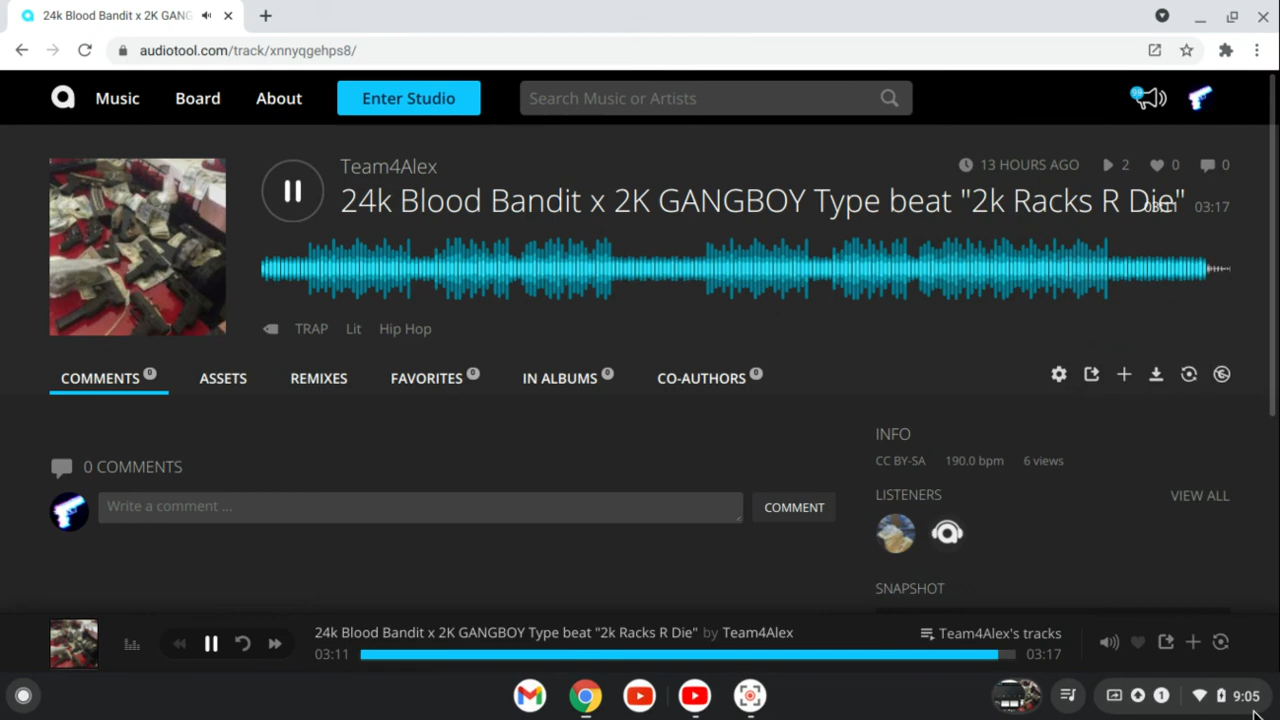 24k Blood Bandit x 2K GANG
audiotool.com/track/xnnyqgehps8/
Music
Board
About
Enter Studio
Search Music or Artists
99
Team4Alex
13 HOURS AGO
2
0
0
24k Blood Bandit x 2K GANGBOY Type beat "2k Racks R Die"
03:11
03:17
TRAP
Lit
Hip Hop
COMMENTS 0
ASSETS
REMIXES
FAVORITES 0
IN ALBUMS 0
CO-AUTHORS 0
0 COMMENTS
Write a comment ...
COMMENT
INFO
CC BY-SA
190.0 bpm
6 views
LISTENERS
VIEW ALL
SNAPSHOT
24k Blood Bandit x 2K GANGBOY Type beat "2k Racks R Die" by Team4Alex
Team4Alex's tracks
03:11
03:17
1
9:05